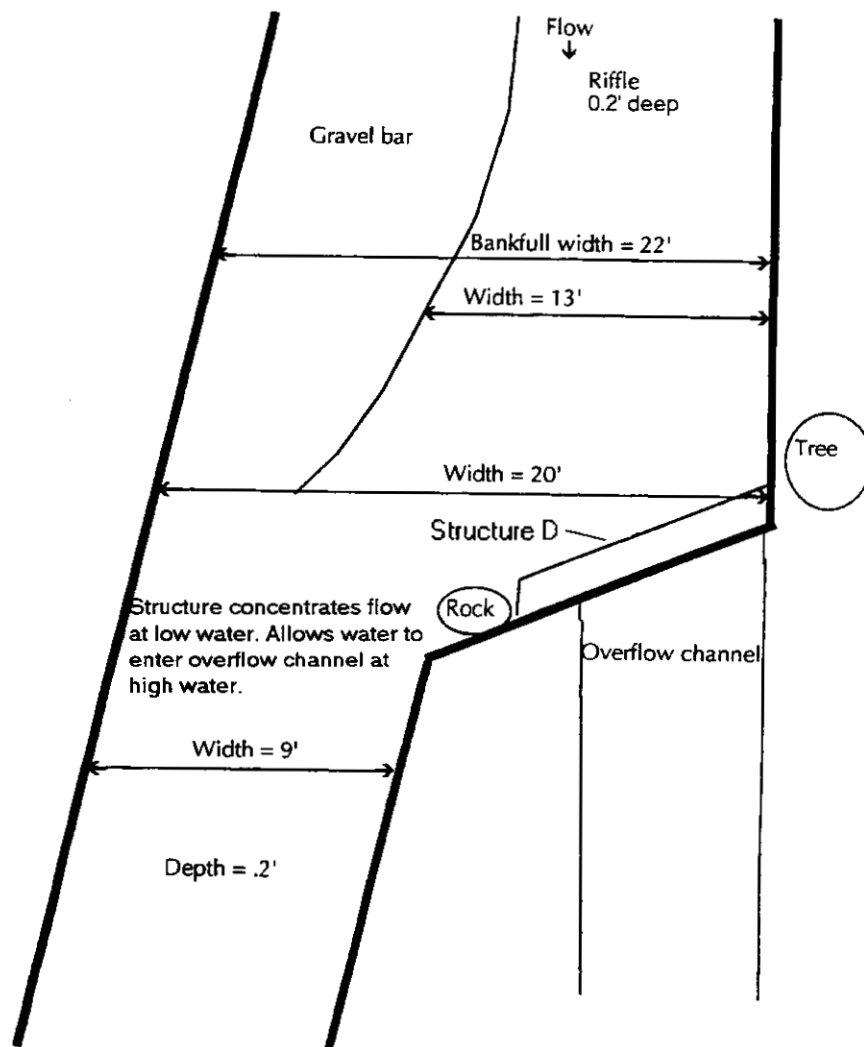 Flow
Riffle
0.2' deep
Gravel bar
Bankfull width = 22'
Width = 13'
Tree
Width = 20'
Structure D
Rock
Structure concentrates flow
at low water. Allows water to
enter overflow channel at
high water.
Overflow channel
Width = 9'
Depth = .2'